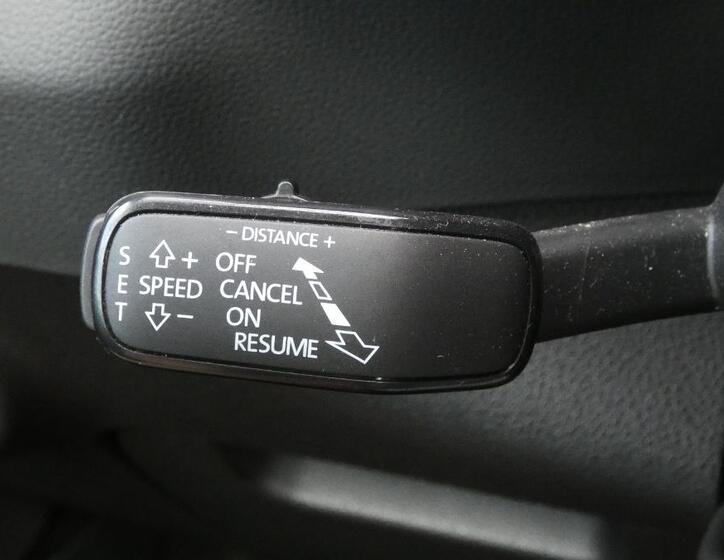 − DISTANCE +
S + OFF
E SPEED CANCEL
T − ON
RESUME